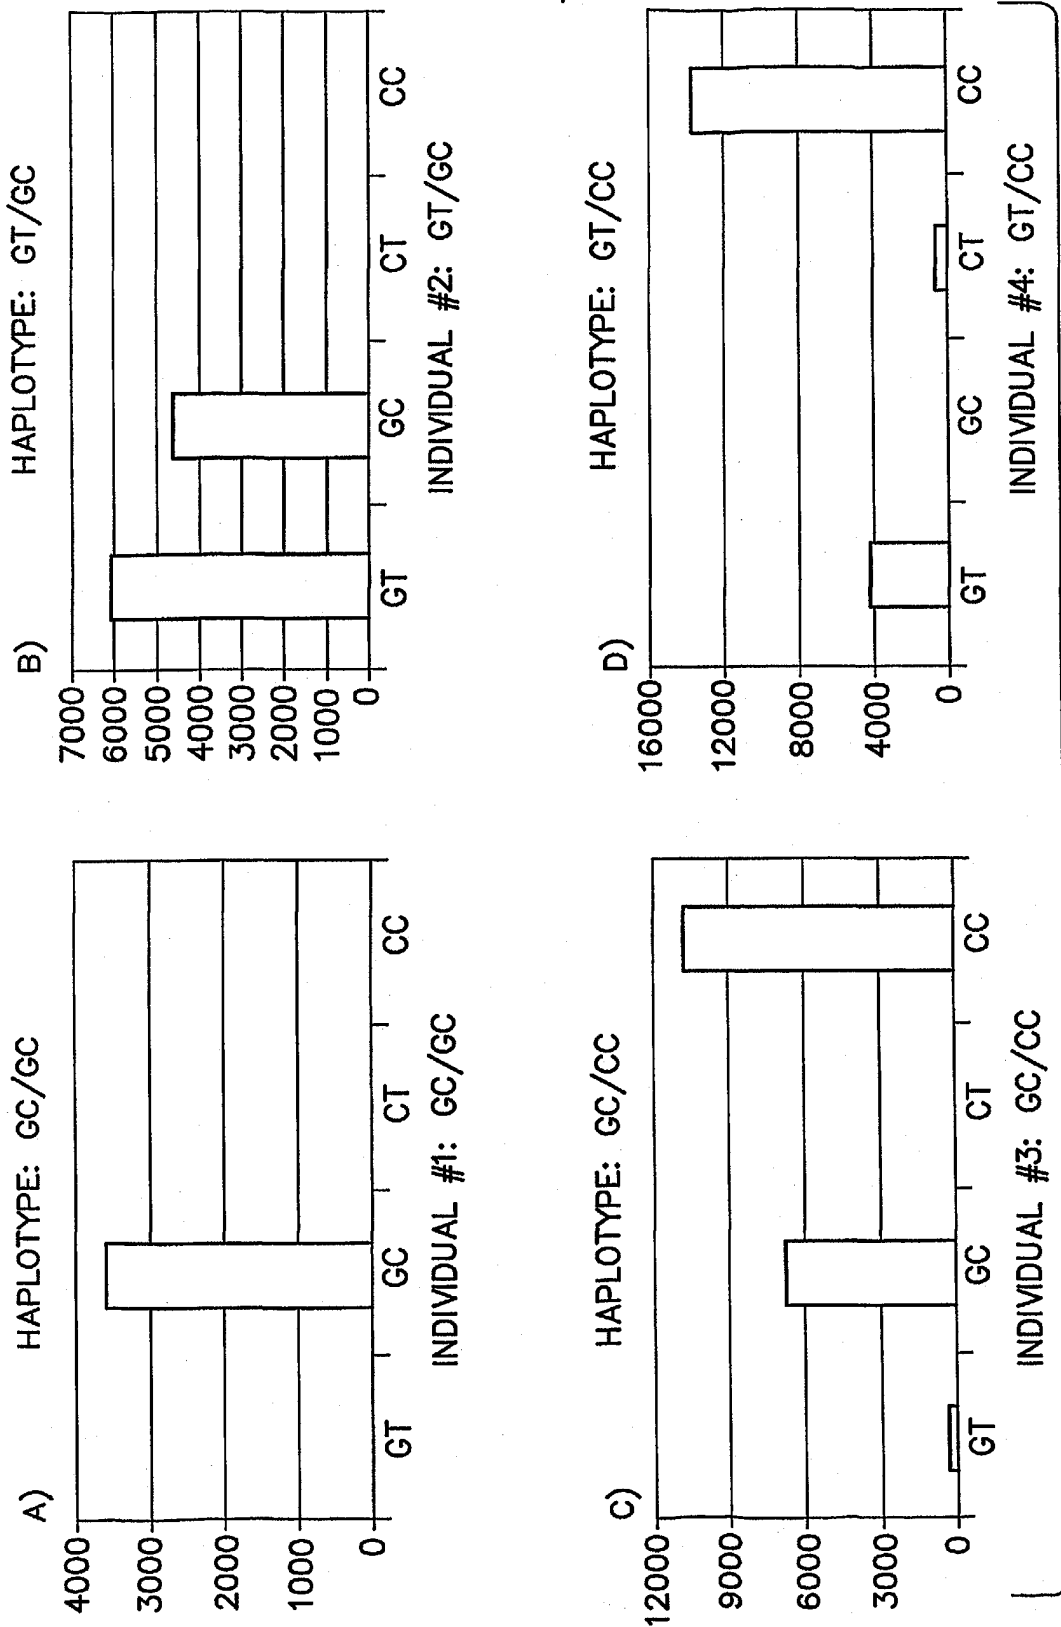 A)
HAPLOTYPE: GC/GC
4000
3000
2000
1000
0
GT GC CT CC
INDIVIDUAL #1: GC/GC
B)
HAPLOTYPE: GT/GC
7000
6000
5000
4000
3000
2000
1000
0
GT GC CT CC
INDIVIDUAL #2: GT/GC
C)
HAPLOTYPE: GC/CC
12000
9000
6000
3000
0
GT GC CT CC
INDIVIDUAL #3: GC/CC
D)
HAPLOTYPE: GT/CC
16000
12000
8000
4000
0
GT GC CT CC
INDIVIDUAL #4: GT/CC